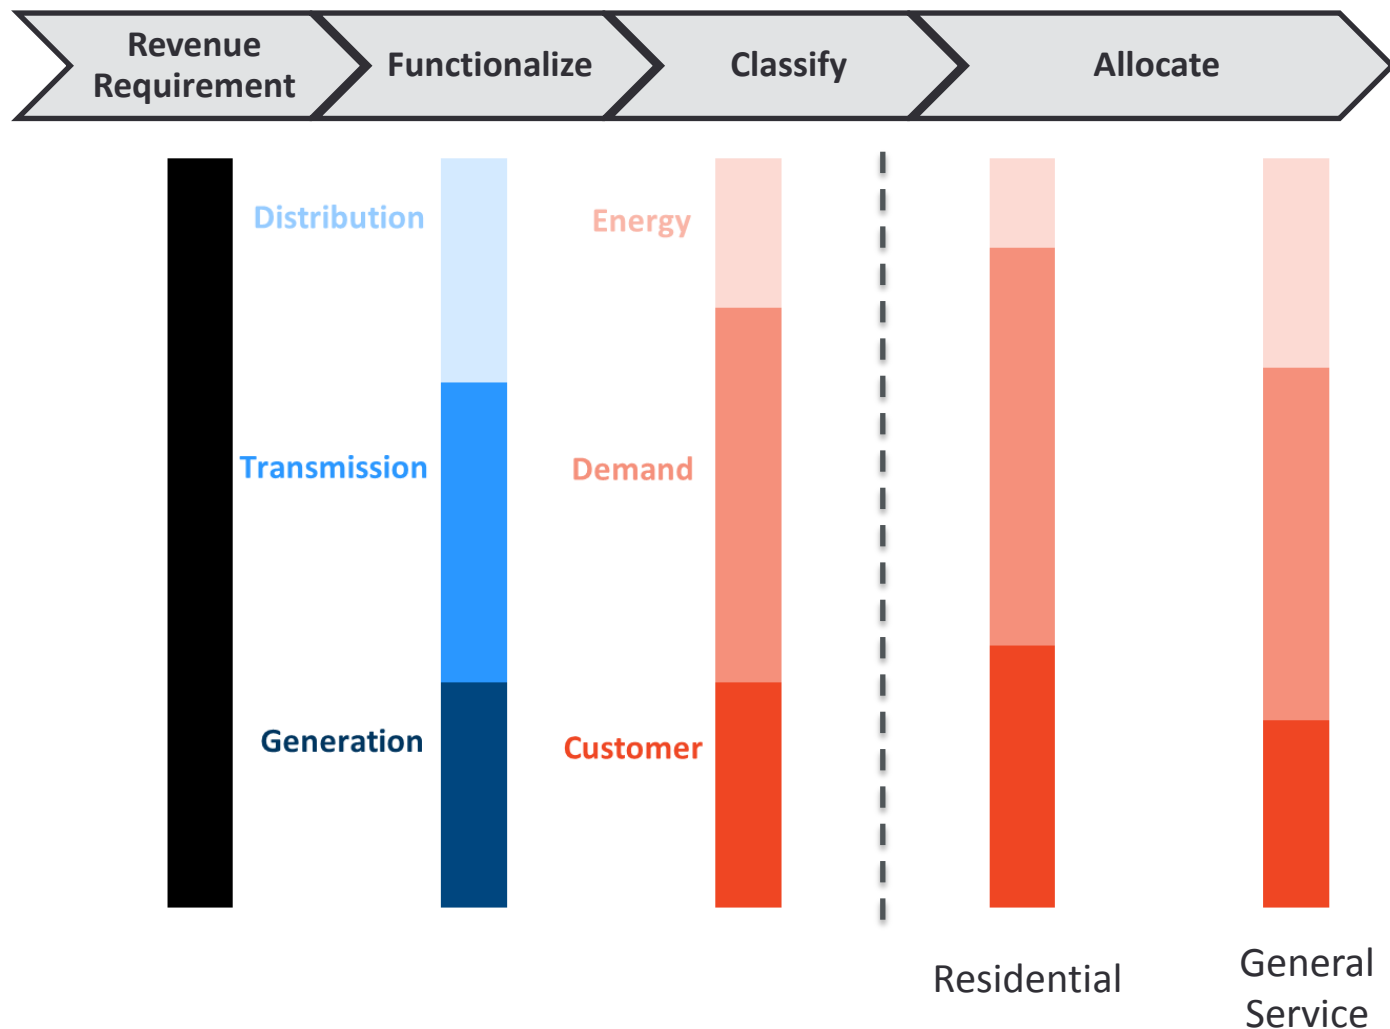 Revenue
Requirement
Functionalize
Classify
Allocate
Distribution
Energy
Transmission
Demand
Generation
Customer
Residential
General
Service